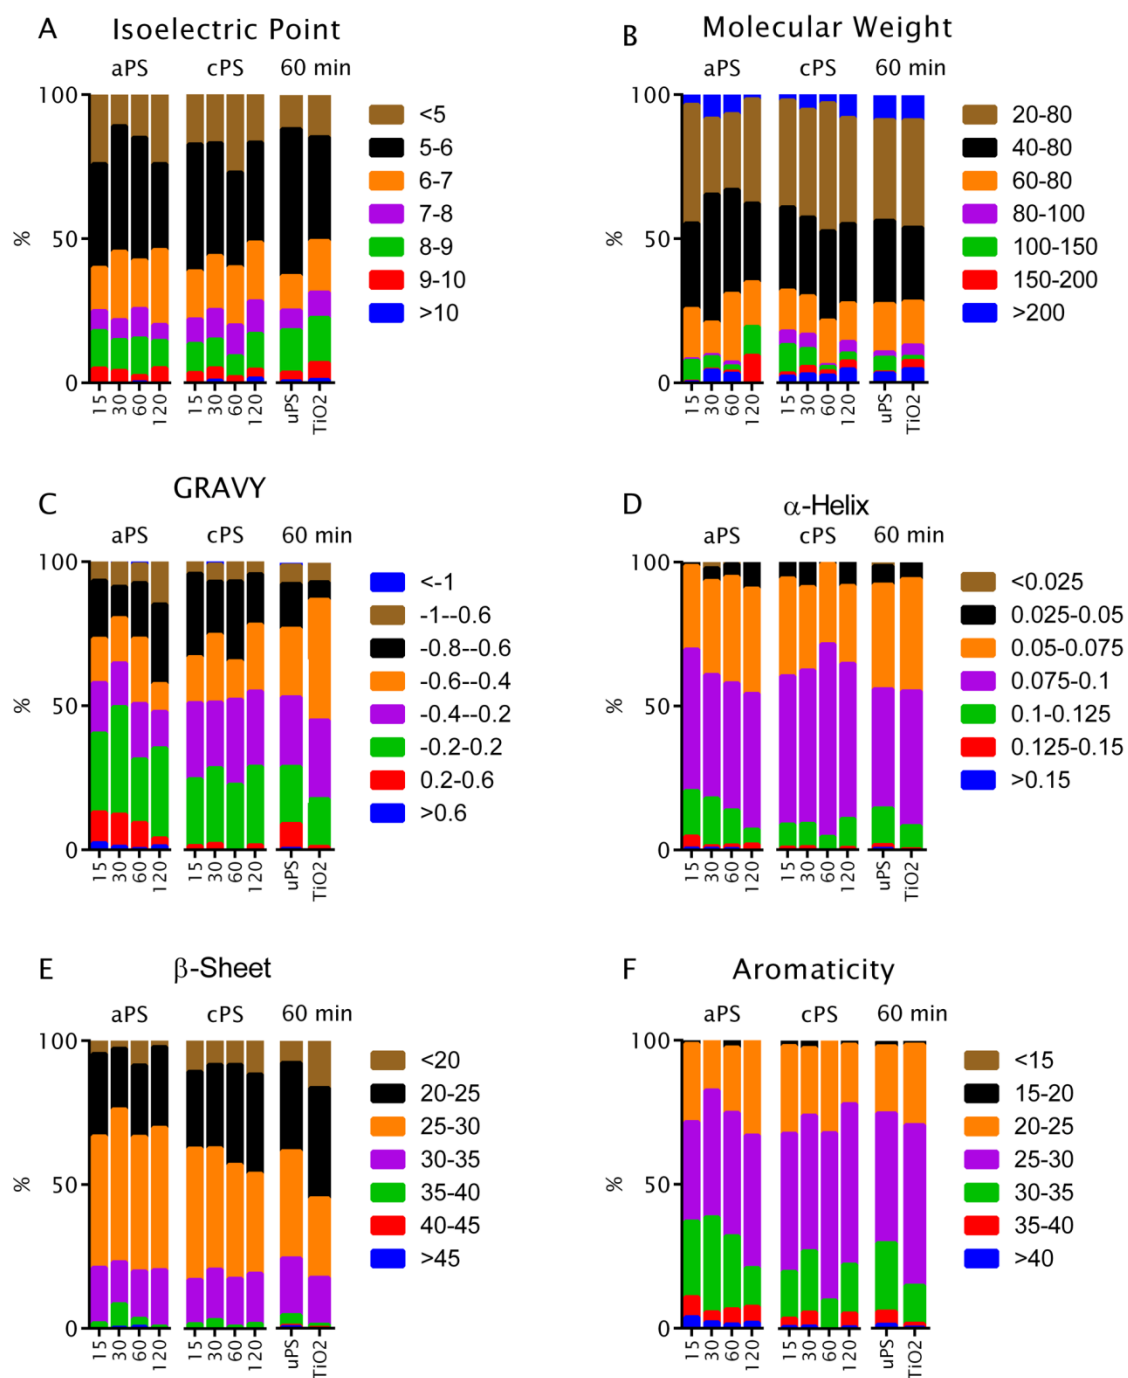 A
Isoelectric Point
aPS
cPS
60 min
100
50
0
%
15
30
60
120
15
30
60
120
uPS
TiO2
<5
5-6
6-7
7-8
8-9
9-10
>10
B
Molecular Weight
aPS
cPS
60 min
100
50
0
%
15
30
60
120
15
30
60
120
uPS
TiO2
20-80
40-80
60-80
80-100
100-150
150-200
>200
C
GRAVY
aPS
cPS
60 min
100
50
0
%
15
30
60
120
15
30
60
120
uPS
TiO2
<-1
-1--0.6
-0.8--0.6
-0.6--0.4
-0.4--0.2
-0.2-0.2
0.2-0.6
>0.6
D
α-Helix
aPS
cPS
60 min
100
50
0
%
15
30
60
120
15
30
60
120
uPS
TiO2
<0.025
0.025-0.05
0.05-0.075
0.075-0.1
0.1-0.125
0.125-0.15
>0.15
E
β-Sheet
aPS
cPS
60 min
100
50
0
%
15
30
60
120
15
30
60
120
uPS
TiO2
<20
20-25
25-30
30-35
35-40
40-45
>45
F
Aromaticity
aPS
cPS
60 min
100
50
0
%
15
30
60
120
15
30
60
120
uPS
TiO2
<15
15-20
20-25
25-30
30-35
35-40
>40